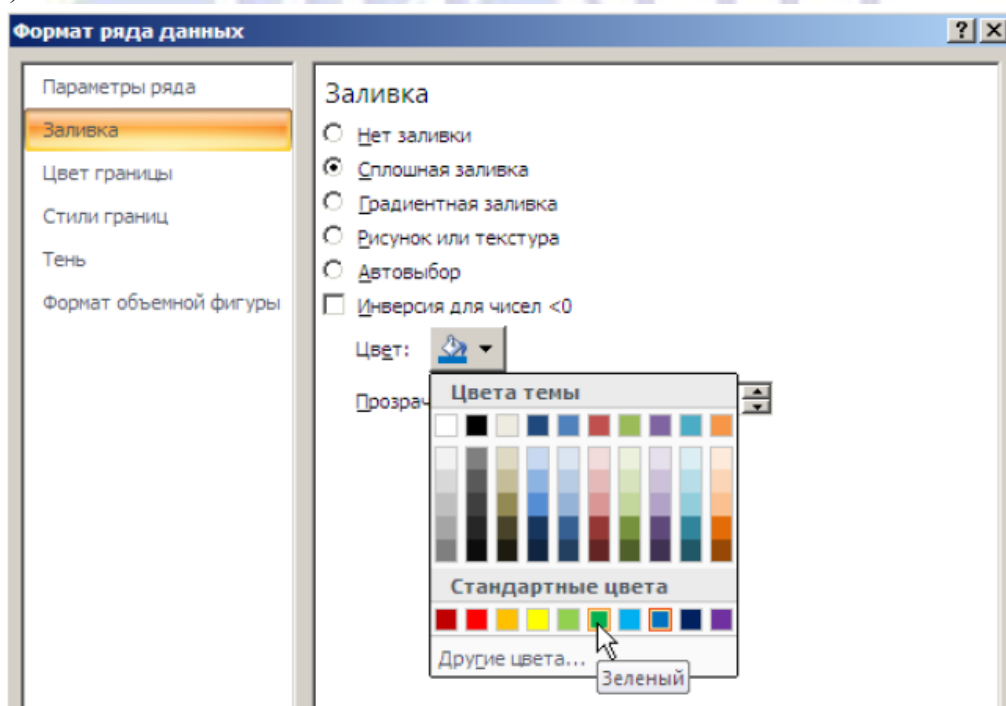 Формат ряда данных
Параметры ряда
Заливка
Цвет границы
Стили границ
Тень
Формат объемной фигуры
Заливка
Нет заливки
Сплошная заливка
Градиентная заливка
Рисунок или текстура
Автовыбор
Инверсия для чисел <0
Цвет:
Прозрач
Цвета темы
Стандартные цвета
Другие цвета...
Зеленый